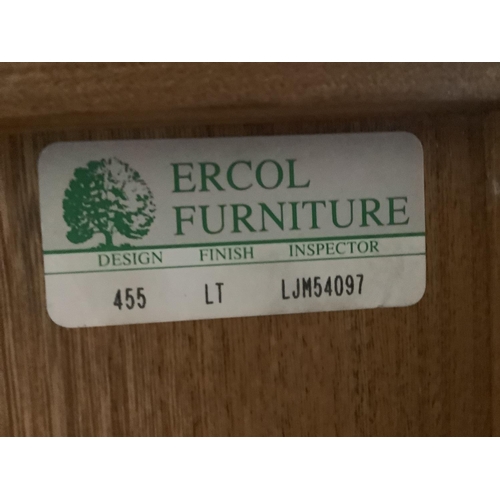 ERCOL
FURNITURE
DESIGN FINISH INSPECTOR
455 LT LJM54097